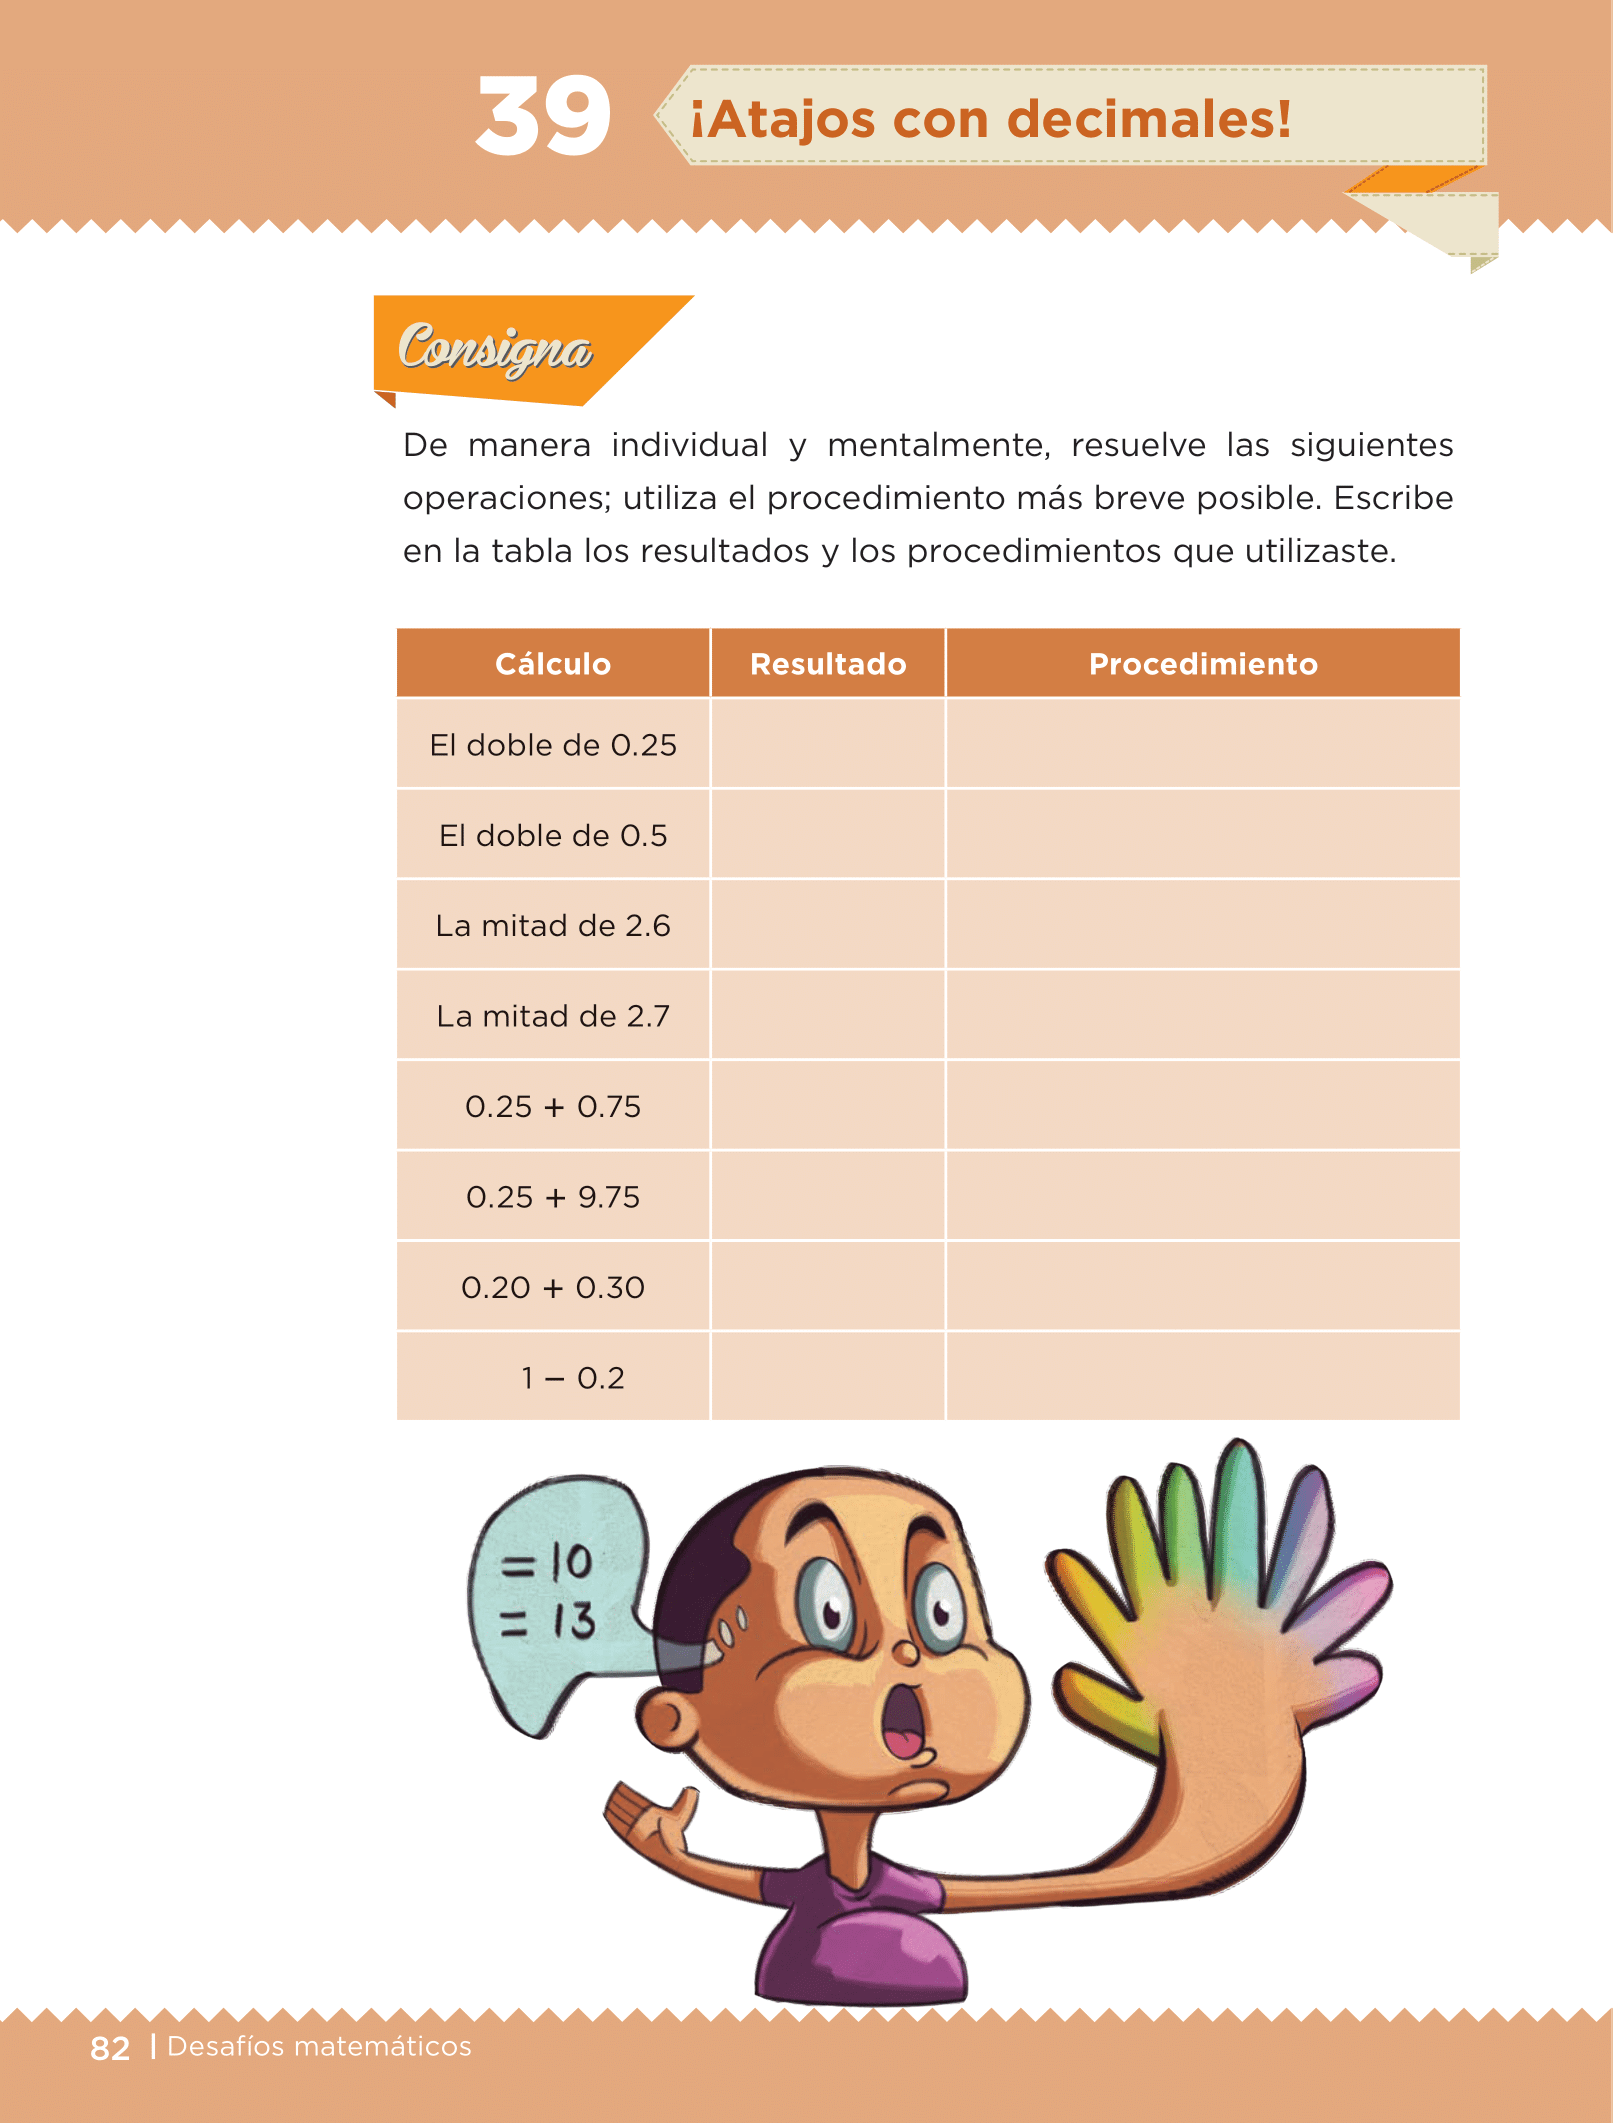 39
¡Atajos con decimales!
Consigna
De manera individual y mentalmente, resuelve las siguientes
operaciones; utiliza el procedimiento más breve posible. Escribe
en la tabla los resultados y los procedimientos que utilizaste.
Cálculo Resultado Procedimiento
El doble de 0.25
El doble de 0.5
La mitad de 2.6
La mitad de 2.7
0.25 + 0.75
0.25 + 9.75
0.20 + 0.30
1 − 0.2
= 10
= 13
82 | Desafíos matemáticos